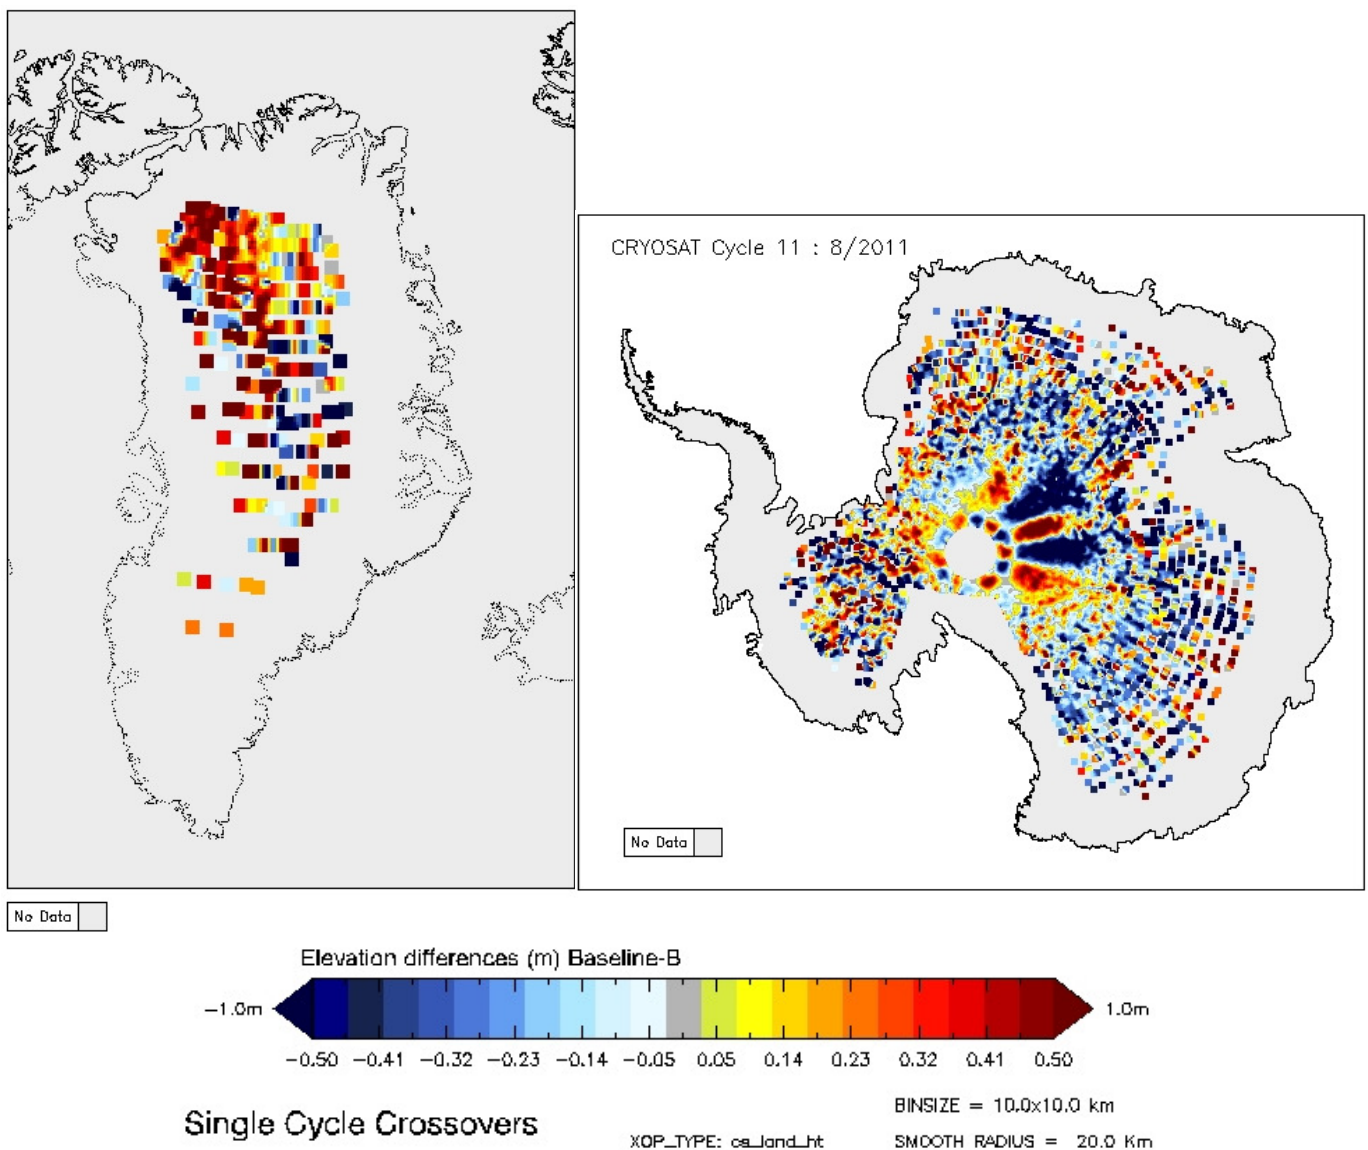 CRYOSAT Cycle 11 : 8/2011
No Data
No Data
Elevation differences (m) Baseline-B
-1.0m 1.0m
-0.50 -0.41 -0.32 -0.23 -0.14 -0.05 0.05 0.14 0.23 0.32 0.41 0.50
Single Cycle Crossovers
BINSIZE = 10.0x10.0 km
XOP_TYPE: cs_land_ht
SMOOTH RADIUS = 20.0 Km